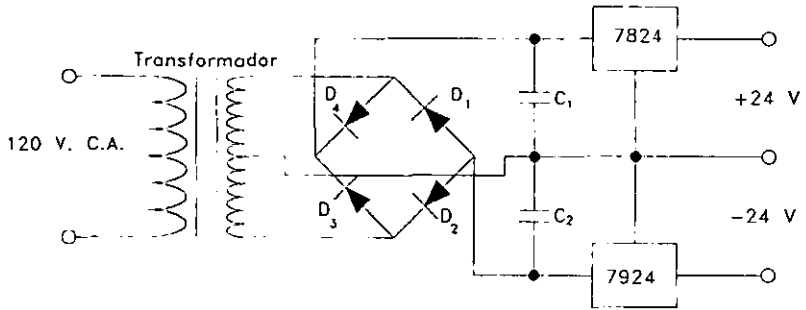 7824
Transformador
D4
D1
C1
+24 V
120 V. C.A.
D3
D2
C2
-24 V
7924